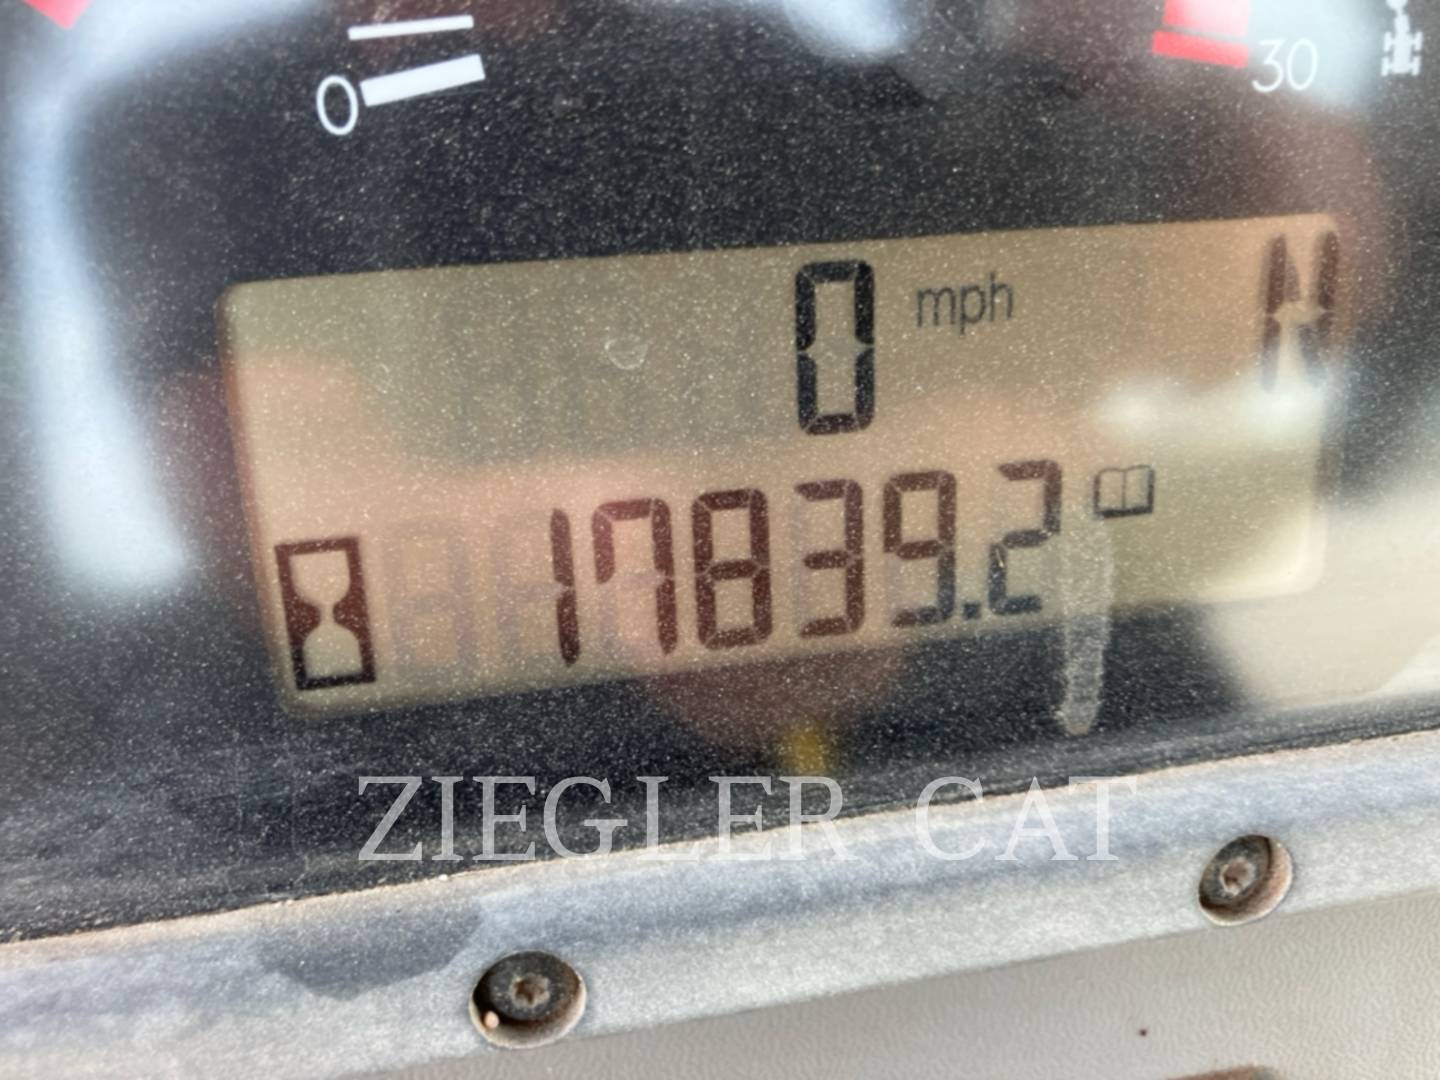 0 30
0 mph N
17839.2
ZIEGLER CAT